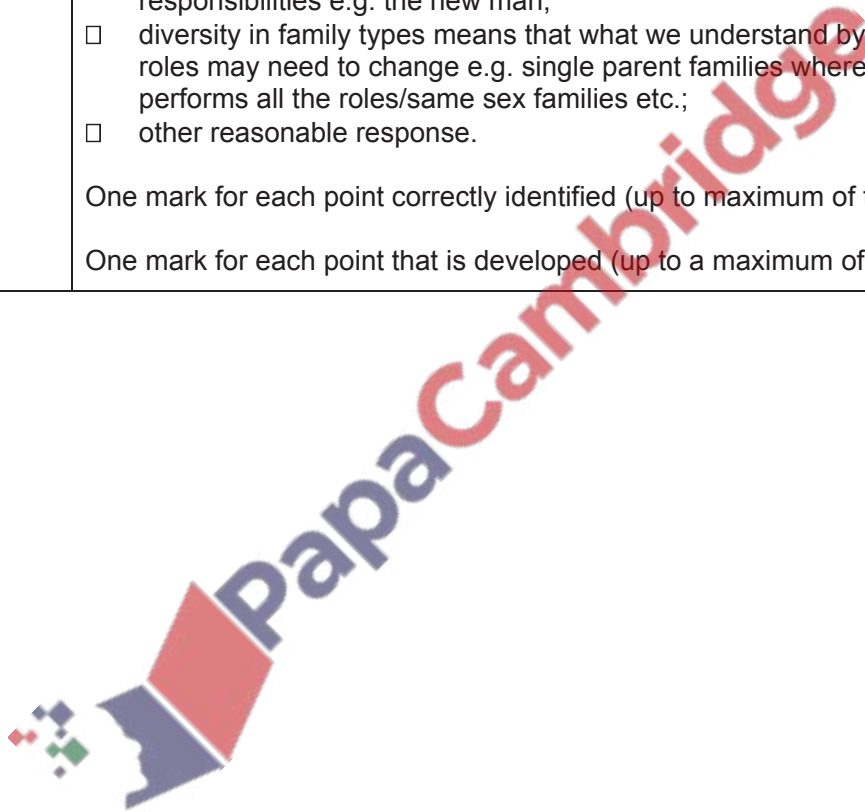 responsibilities e.g. the new man;
□ diversity in family types means that what we understand by
roles may need to change e.g. single parent families where
performs all the roles/same sex families etc.;
□ other reasonable response.
One mark for each point correctly identified (up to maximum of
One mark for each point that is developed (up to a maximum of
PapaCambridge